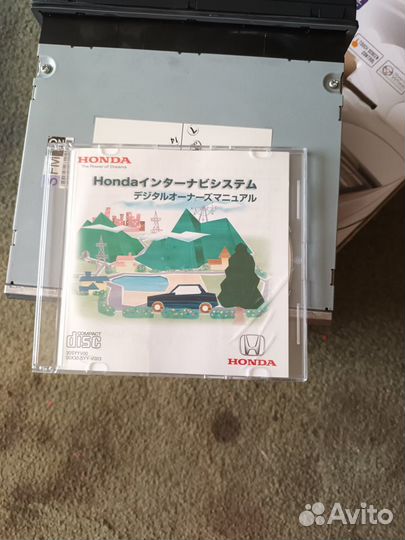 HONDA
The Power of Dreams
Hondaインターナビシステム
デジタルオーナーズマニュアル
COMPACT
disc
HONDA
Avito